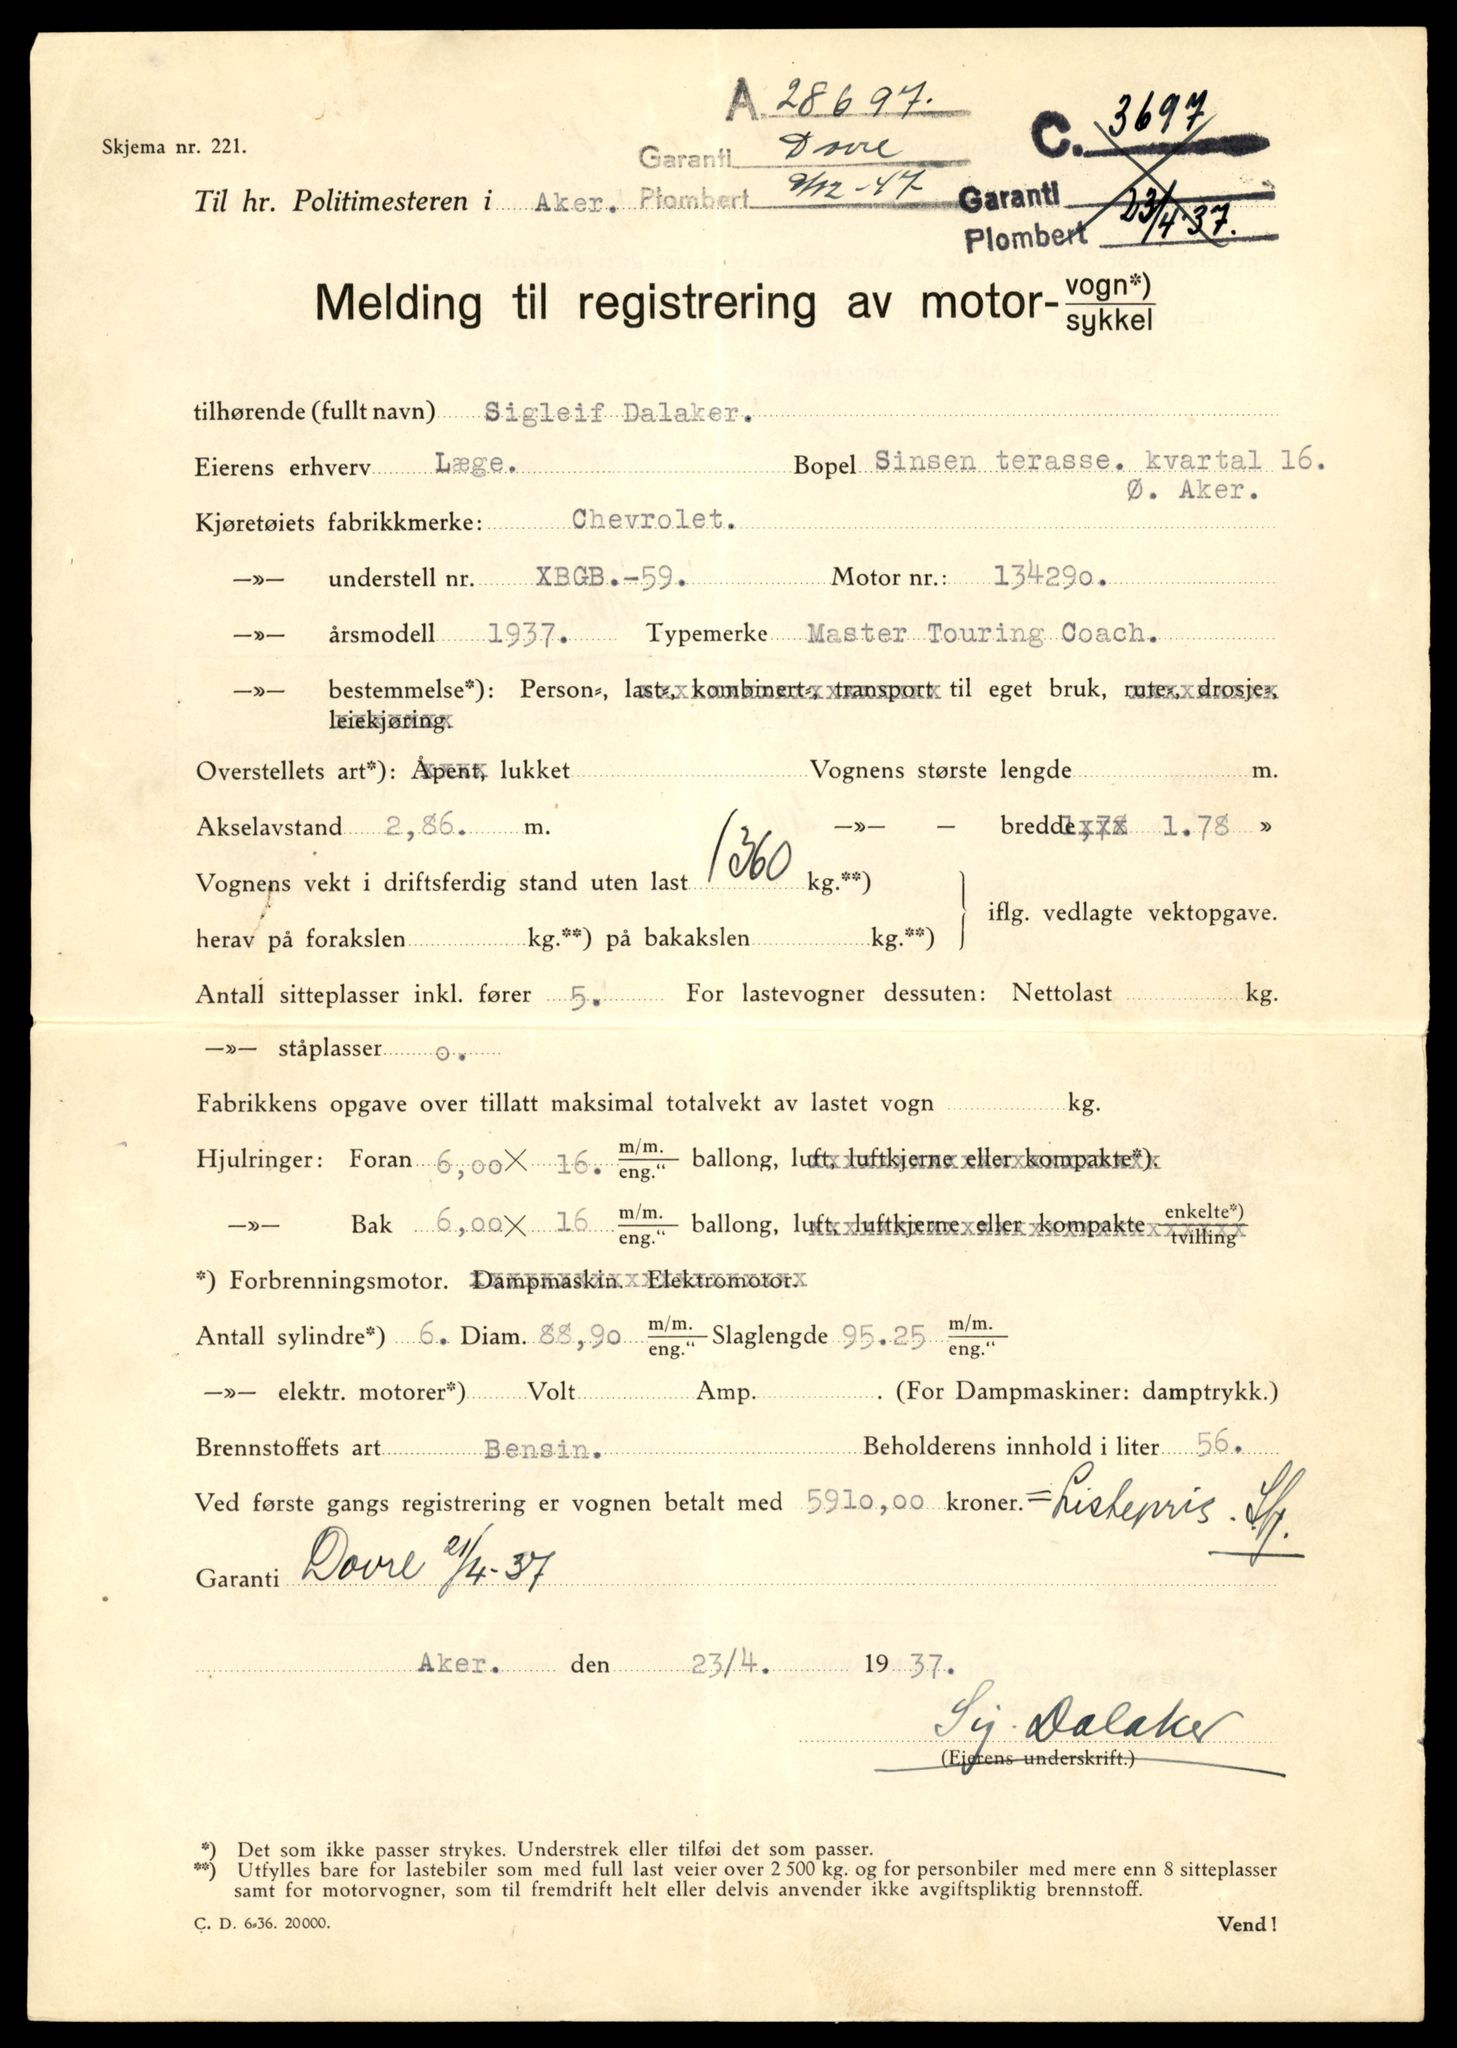 A. 28697.
C. 3697
Skjema nr. 221.
Garanti Dovre
Til hr. Politimesteren i Aker. Plombert 9/12-47
Garanti
Plombert 23/4 37.
Melding til registrering av motor- vogn*)
sykkel
tilhørende (fullt navn) Sigleif Dalaker.
Eierens erhverv Læge. Bopel Sinsen terasse. kvartal 16.
Ø. Aker.
Kjøretøiets fabrikkmerke: Chevrolet.
—»— understell nr. XBGB.-59. Motor nr.: 134290.
—»— årsmodell 1937. Typemerke Master Touring Coach.
—»— bestemmelse*): Person-, last-, kombinert-, transport til eget bruk, rute-, drosje-,
leiekjøring.
Overstellets art*): Åpent, lukket Vognens største lengde m.
Akselavstand 2,86. m. —»— — bredde 1,78 1.78 »
Vognens vekt i driftsferdig stand uten last 1360 kg.**)
iflg. vedlagte vektopgave.
herav på forakslen kg.**) på bakakslen kg.**)
Antall sitteplasser inkl. fører 5. For lastevogner dessuten: Nettolast kg.
—»— ståplasser o.
Fabrikkens opgave over tillatt maksimal totalvekt av lastet vogn kg.
Hjulringer: Foran 6,00 X 16. m/m. eng.“ ballong, luft, luftkjerne eller kompakte*).
—»— Bak 6,00 X 16 m/m. eng.“ ballong, luft, luftkjerne eller kompakte enkelte*) tvilling
*) Forbrenningsmotor. Dampmaskin. Elektromotor.
Antall sylindre*) 6. Diam. 88,90 m/m. eng.“ Slaglengde 95.25 m/m. eng.“
—»— elektr. motorer*) Volt Amp. . (For Dampmaskiner: damptrykk.)
Brennstoffets art Bensin. Beholderens innhold i liter 56.
Ved første gangs registrering er vognen betalt med 5910,00 kroner. = Listepris.
Garanti Dovre 21/4-37
Aker. den 23/4. 19 37.
Sig. Dalaker
(Eierens underskrift.)
*) Det som ikke passer strykes. Understrek eller tilføi det som passer.
**) Utfylles bare for lastebiler som med full last veier over 2 500 kg. og for personbiler med mere enn 8 sitteplasser
samt for motorvogner, som til fremdrift helt eller delvis anvender ikke avgiftspliktig brennstoff.
C. D. 6-36. 20000. Vend!